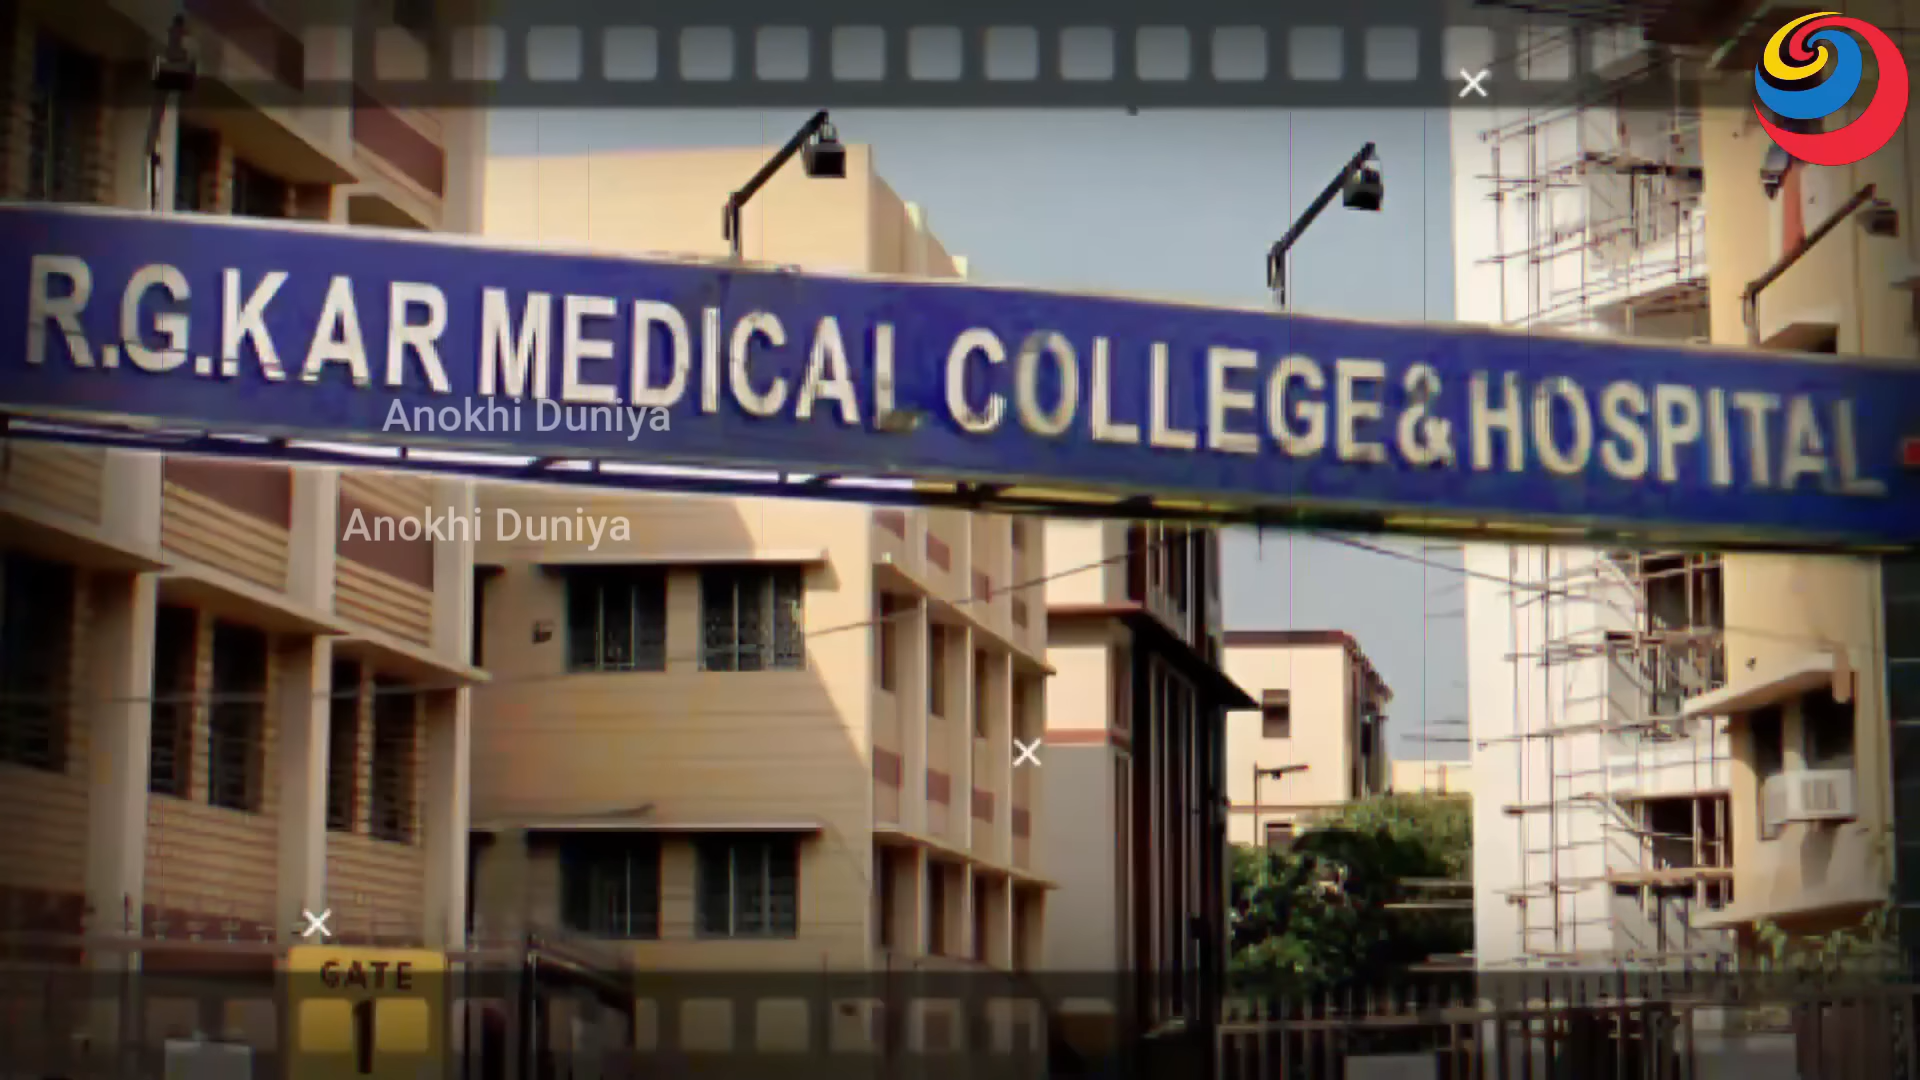 R.G.KAR MEDICAL COLLEGE & HOSPITAL
Anokhi Duniya
Anokhi Duniya
GATE
1